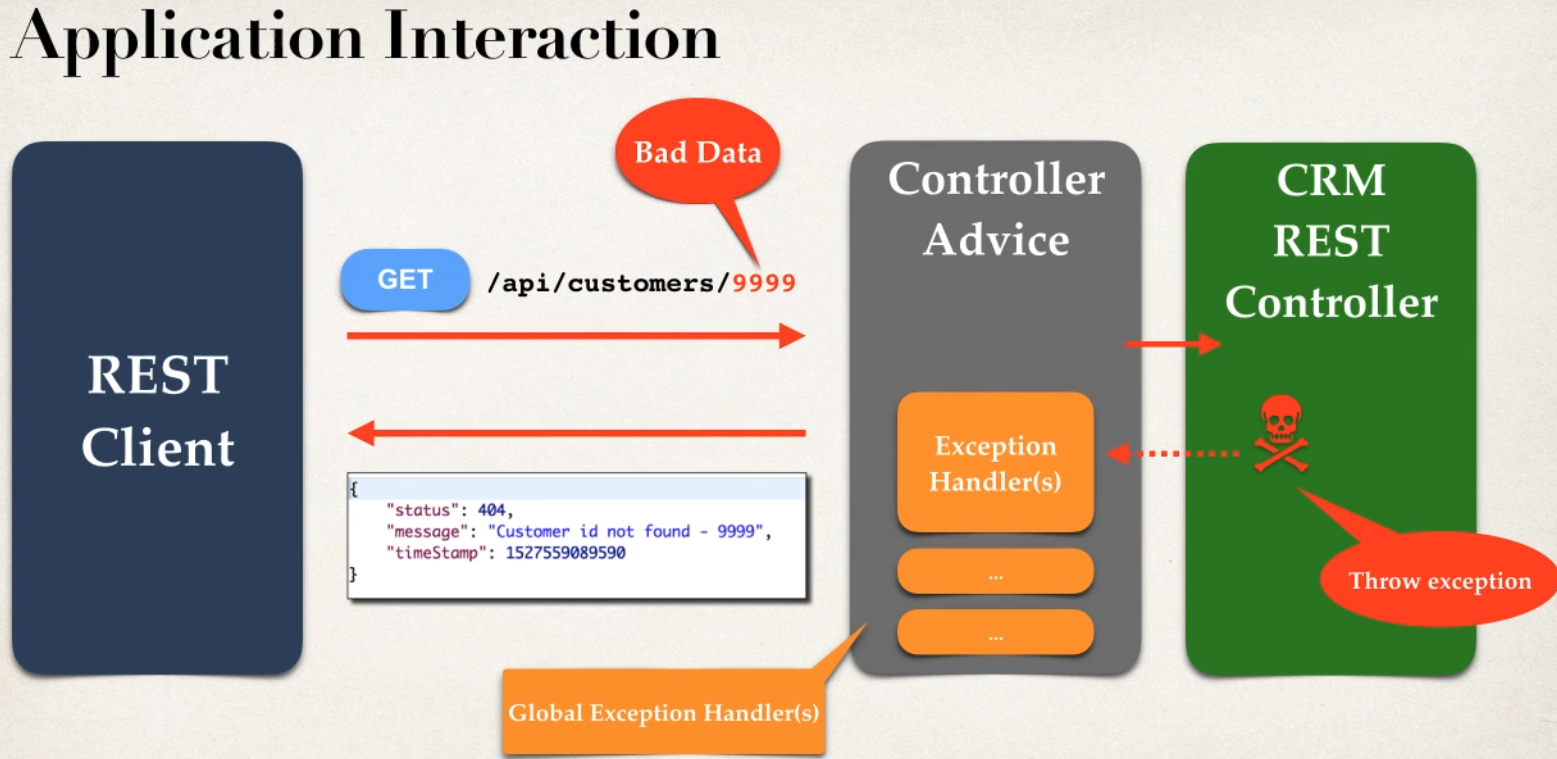 Application Interaction
Bad Data
GET /api/customers/9999
REST
Client
{
"status": 404,
"message": "Customer id not found - 9999",
"timeStamp": 1527559089590
}
Controller
Advice
Exception
Handler(s)
...
...
Global Exception Handler(s)
CRM
REST
Controller
Throw exception